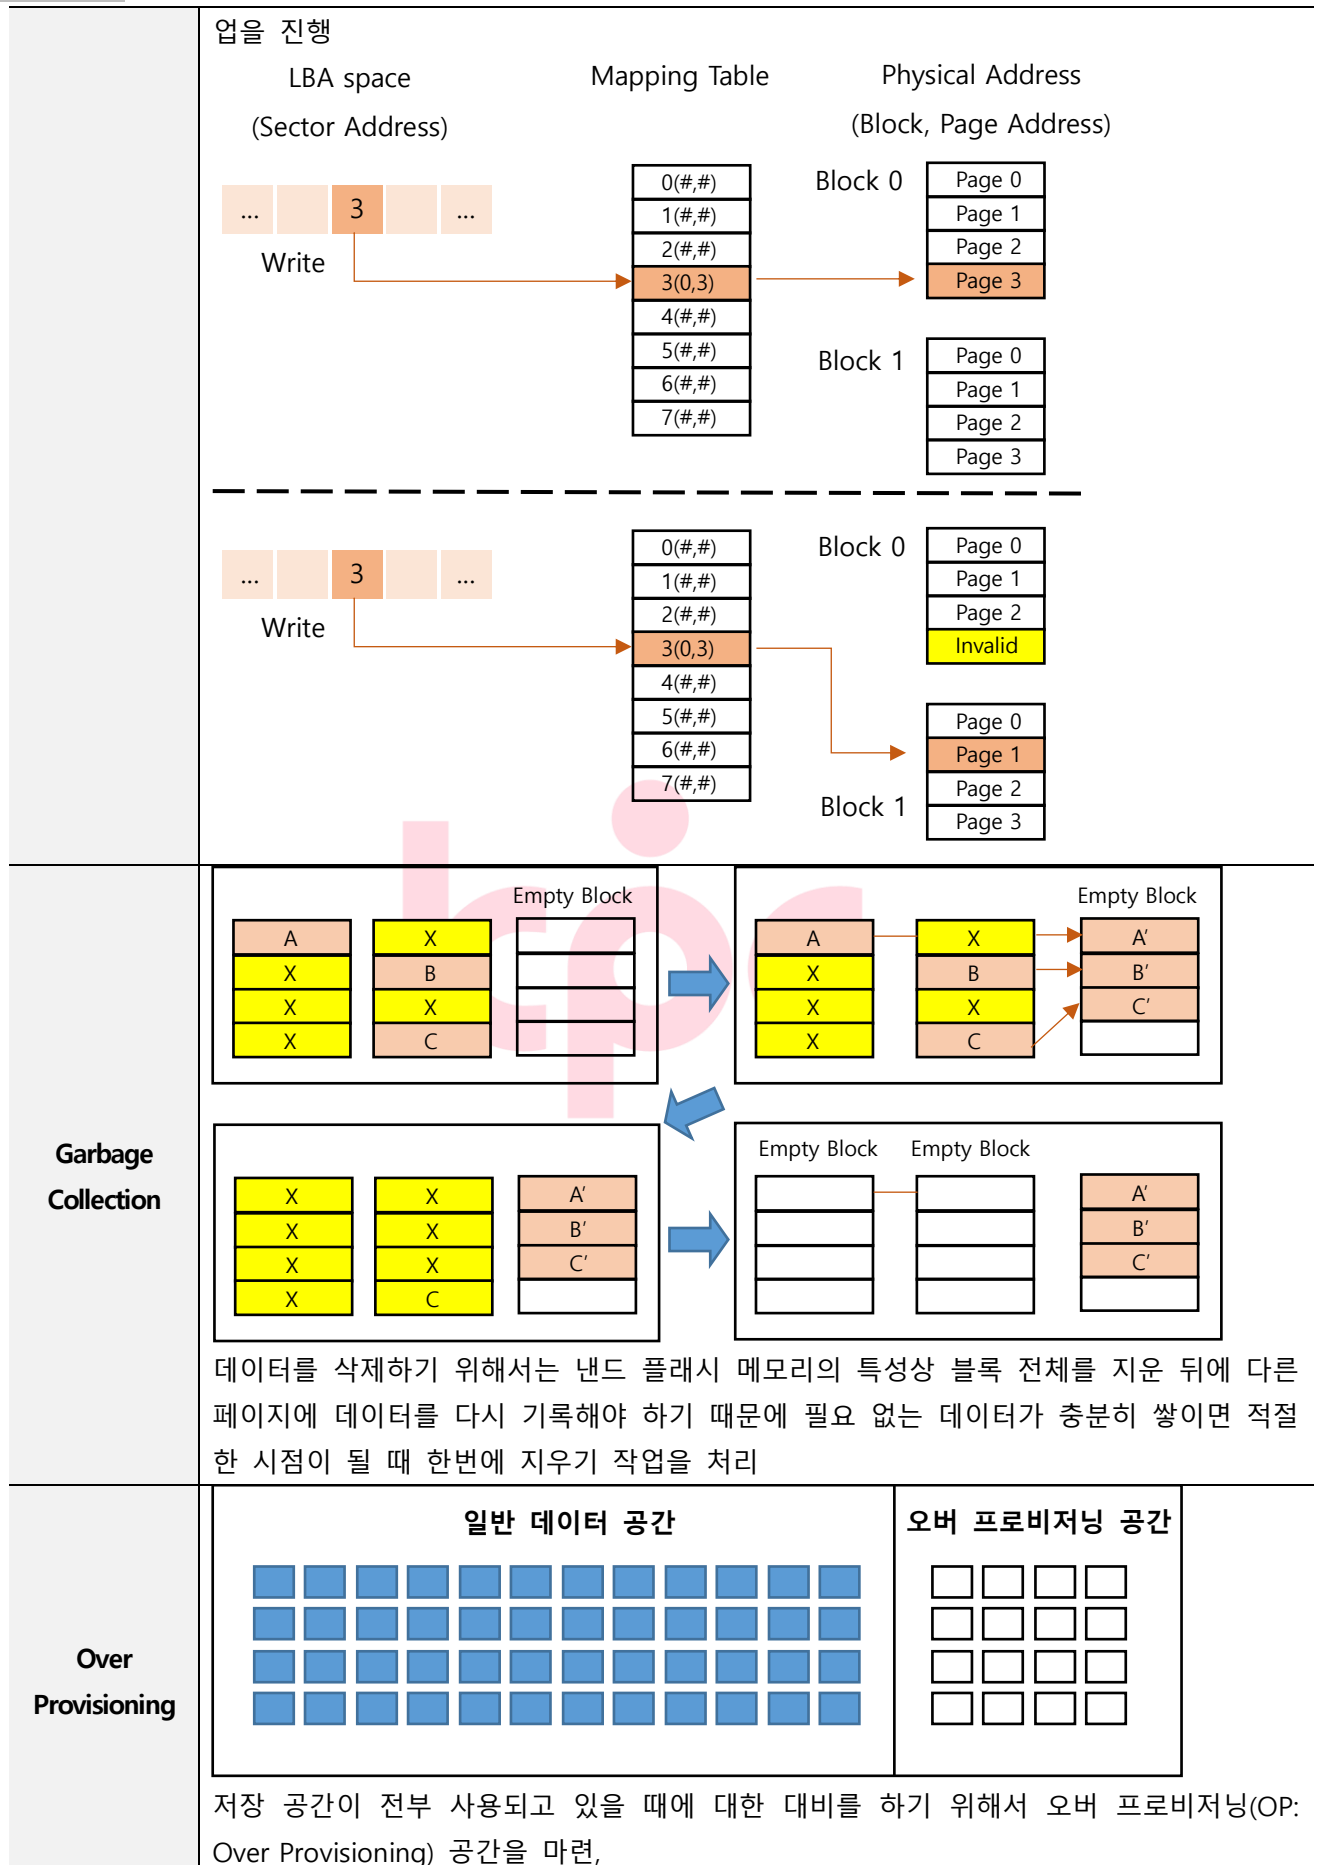 업을 진행
LBA space
(Sector Address)
Mapping Table
Physical Address
(Block, Page Address)
... 3 ...
Write
0(#,#)
1(#,#)
2(#,#)
3(0,3)
4(#,#)
5(#,#)
6(#,#)
7(#,#)
Block 0
Page 0
Page 1
Page 2
Page 3
Block 1
Page 0
Page 1
Page 2
Page 3
... 3 ...
Write
0(#,#)
1(#,#)
2(#,#)
3(0,3)
4(#,#)
5(#,#)
6(#,#)
7(#,#)
Block 0
Page 0
Page 1
Page 2
Invalid
Block 1
Page 0
Page 1
Page 2
Page 3
Garbage
Collection
Empty Block
A X
X B
X X
X C
Empty Block
A X A′
X B B′
X X C′
X C
X X A′
X X B′
X X C′
X C
Empty Block Empty Block
A′
B′
C′
데이터를 삭제하기 위해서는 낸드 플래시 메모리의 특성상 블록 전체를 지운 뒤에 다른
페이지에 데이터를 다시 기록해야 하기 때문에 필요 없는 데이터가 충분히 쌓이면 적절
한 시점이 될 때 한번에 지우기 작업을 처리
Over
Provisioning
일반 데이터 공간
오버 프로비저닝 공간
저장 공간이 전부 사용되고 있을 때에 대한 대비를 하기 위해서 오버 프로비저닝(OP:
Over Provisioning) 공간을 마련,
kpc